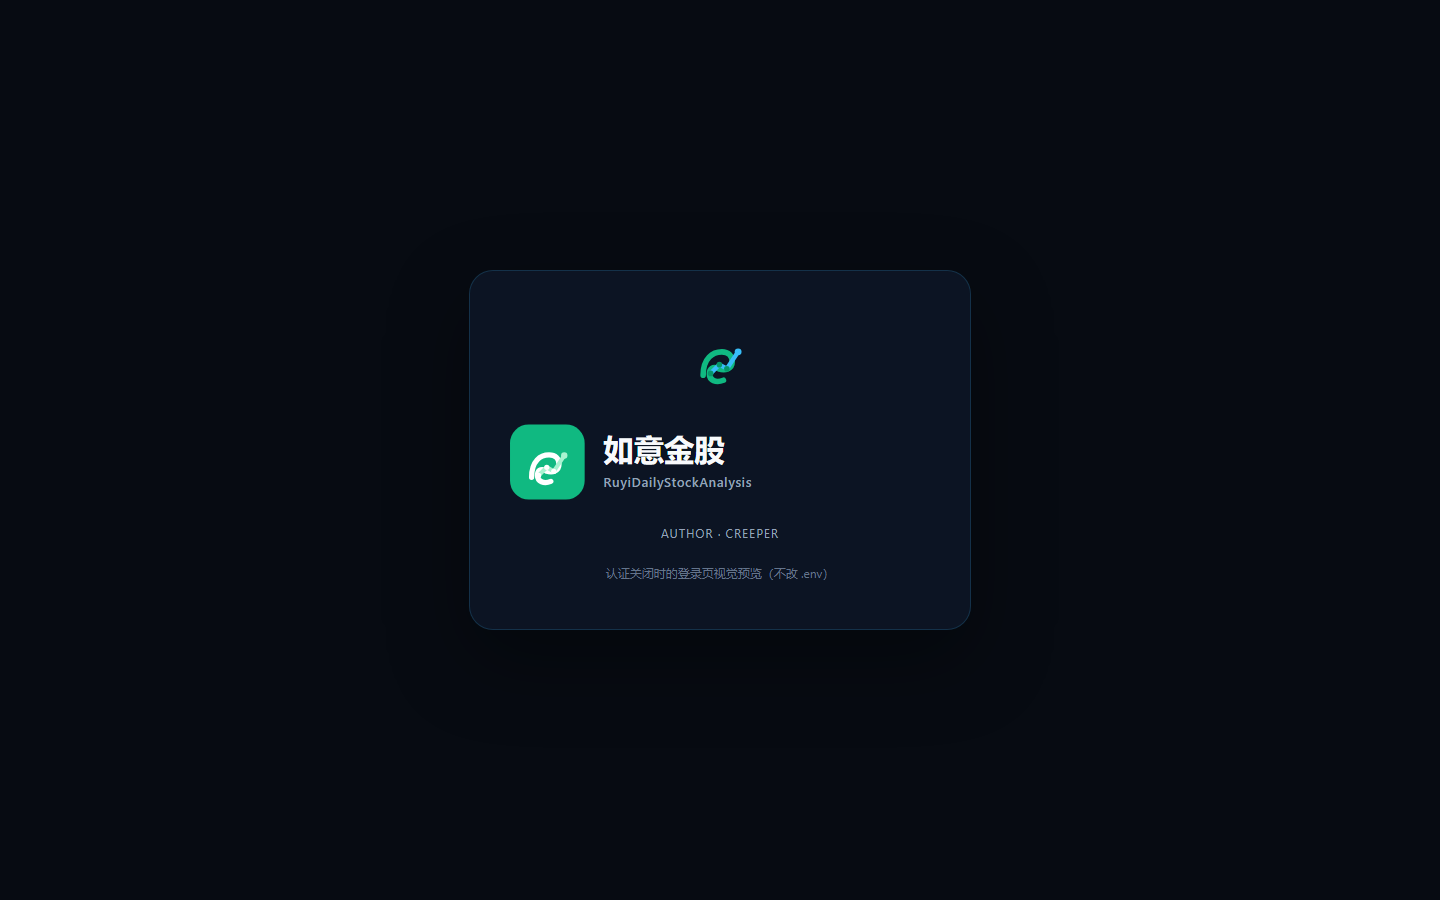 如意金股
RuyiDailyStockAnalysis
AUTHOR · CREEPER
认证关闭时的登录页视觉预览（不改 .env）